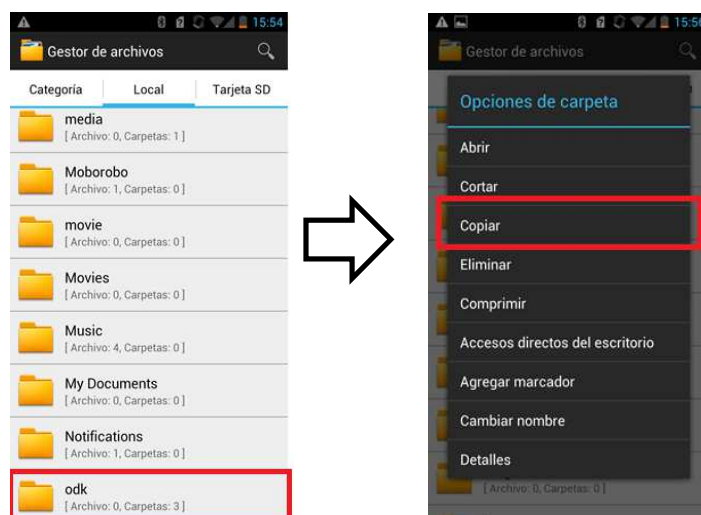 15:54
Gestor de archivos
Categoría Local Tarjeta SD
media
[ Archivo: 0, Carpetas: 1 ]
Moborobo
[ Archivo: 1, Carpetas: 0 ]
movie
[ Archivo: 0, Carpetas: 0 ]
Movies
[ Archivo: 0, Carpetas: 0 ]
Music
[ Archivo: 4, Carpetas: 0 ]
My Documents
[ Archivo: 0, Carpetas: 0 ]
Notifications
[ Archivo: 1, Carpetas: 0 ]
odk
[ Archivo: 0, Carpetas: 3 ]
15:56
Gestor de archivos
Opciones de carpeta
Abrir
Cortar
Copiar
Eliminar
Comprimir
Accesos directos del escritorio
Agregar marcador
Cambiar nombre
Detalles
[ Archivo: 0, Carpetas: 0 ]